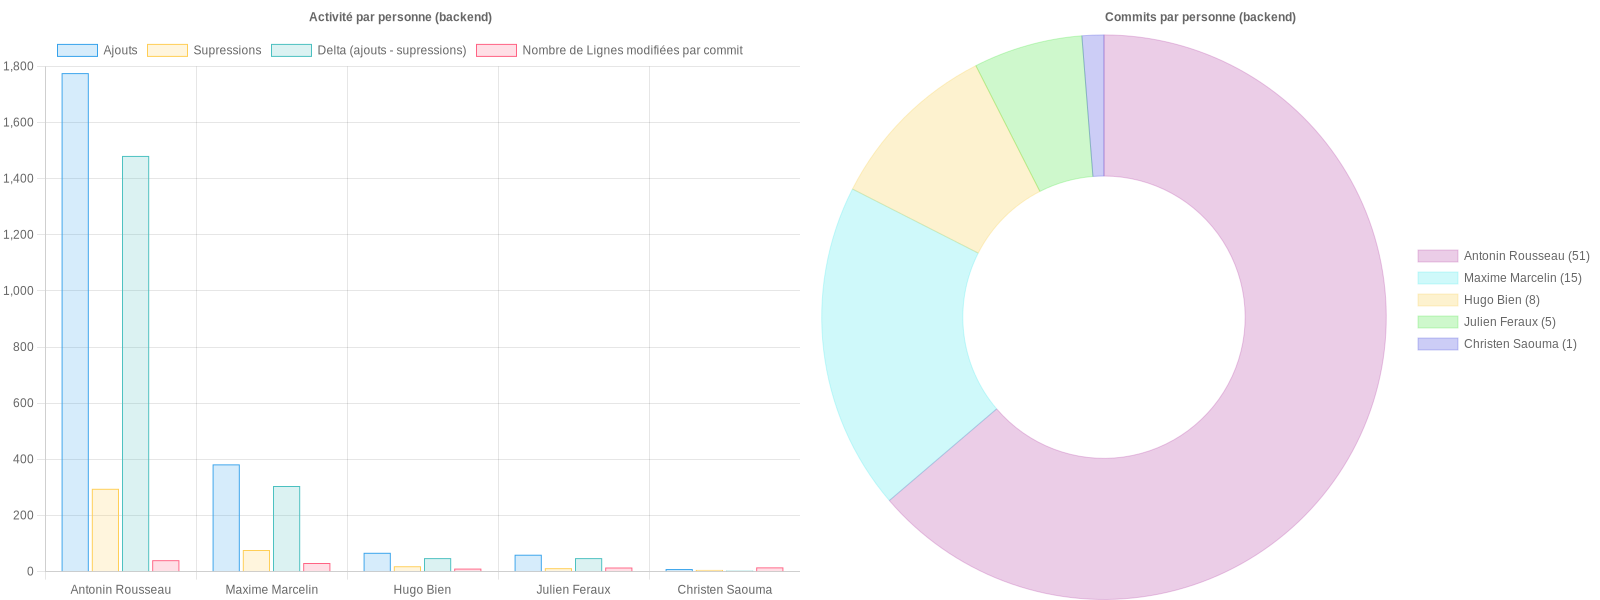 Activité par personne (backend)
Ajouts
Supressions
Delta (ajouts - supressions)
Nombre de Lignes modifiées par commit
1,800
1,600
1,400
1,200
1,000
800
600
400
200
0
Antonin Rousseau
Maxime Marcelin
Hugo Bien
Julien Feraux
Christen Saouma
Commits par personne (backend)
Antonin Rousseau (51)
Maxime Marcelin (15)
Hugo Bien (8)
Julien Feraux (5)
Christen Saouma (1)